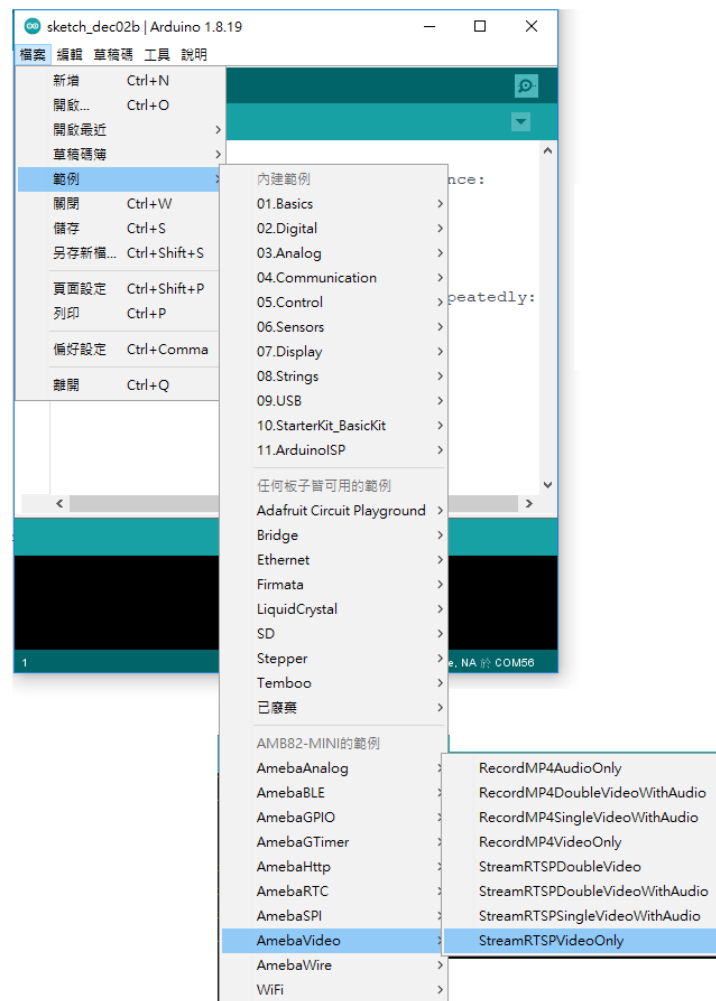 sketch_dec02b | Arduino 1.8.19
檔案 編輯 草稿碼 工具 說明
新增 Ctrl+N
開啟... Ctrl+O
開啟最近
草稿碼簿
範例
關閉 Ctrl+W
儲存 Ctrl+S
另存新檔... Ctrl+Shift+S
頁面設定 Ctrl+Shift+P
列印 Ctrl+P
偏好設定 Ctrl+Comma
離開 Ctrl+Q
nce:
peatedly:
內建範例
01.Basics
02.Digital
03.Analog
04.Communication
05.Control
06.Sensors
07.Display
08.Strings
09.USB
10.StarterKit_BasicKit
11.ArduinoISP
任何板子皆可用的範例
Adafruit Circuit Playground
Bridge
Ethernet
Firmata
LiquidCrystal
SD
Stepper
Temboo
已廢棄
1
e, NA 於 COM56
AMB82-MINI的範例
AmebaAnalog
AmebaBLE
AmebaGPIO
AmebaGTimer
AmebaHttp
AmebaRTC
AmebaSPI
AmebaVideo
AmebaWire
WiFi
RecordMP4AudioOnly
RecordMP4DoubleVideoWithAudio
RecordMP4SingleVideoWithAudio
RecordMP4VideoOnly
StreamRTSPDoubleVideo
StreamRTSPDoubleVideoWithAudio
StreamRTSPSingleVideoWithAudio
StreamRTSPVideoOnly